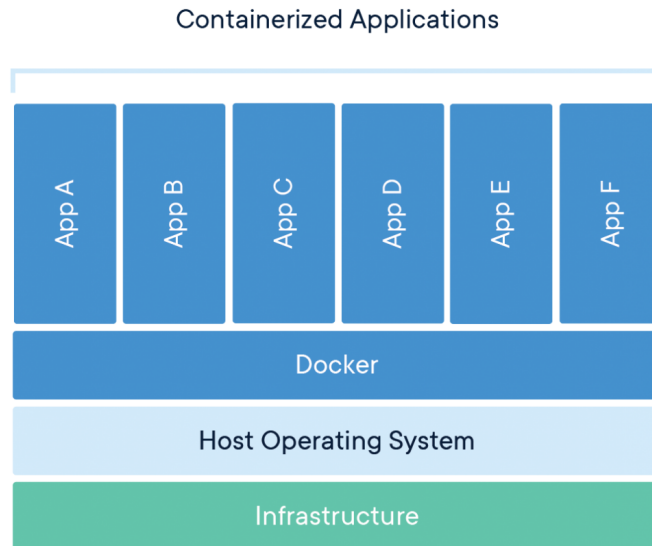 Containerized Applications
App A
App B
App C
App D
App E
App F
Docker
Host Operating System
Infrastructure